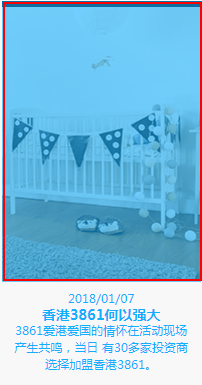 2018/01/07
香港3861何以强大
3861爱港爱国的情怀在活动现场
产生共鸣，当日 有30多家投资商
选择加盟香港3861。